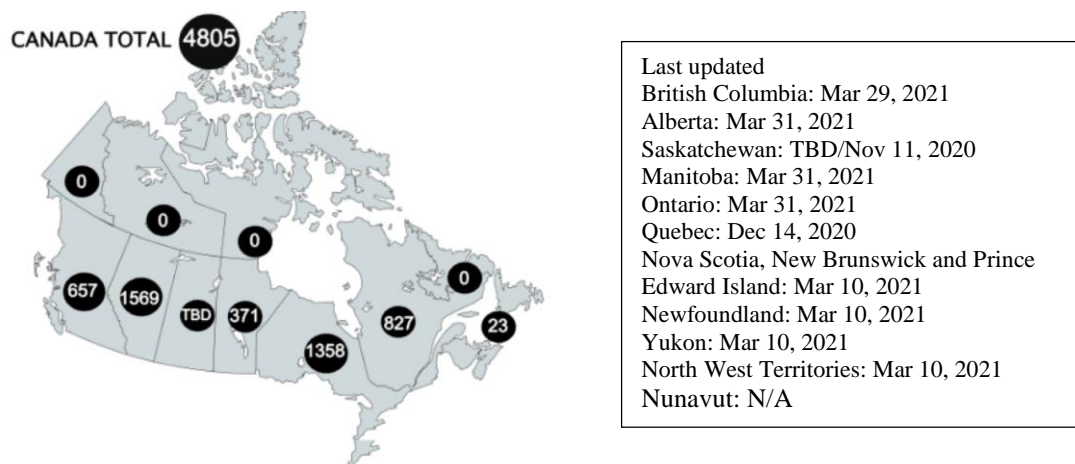 CANADA TOTAL 4805
0
0
0
0
657
1569
TBD
371
827
23
1358
Last updated
British Columbia: Mar 29, 2021
Alberta: Mar 31, 2021
Saskatchewan: TBD/Nov 11, 2020
Manitoba: Mar 31, 2021
Ontario: Mar 31, 2021
Quebec: Dec 14, 2020
Nova Scotia, New Brunswick and Prince
Edward Island: Mar 10, 2021
Newfoundland: Mar 10, 2021
Yukon: Mar 10, 2021
North West Territories: Mar 10, 2021
Nunavut: N/A